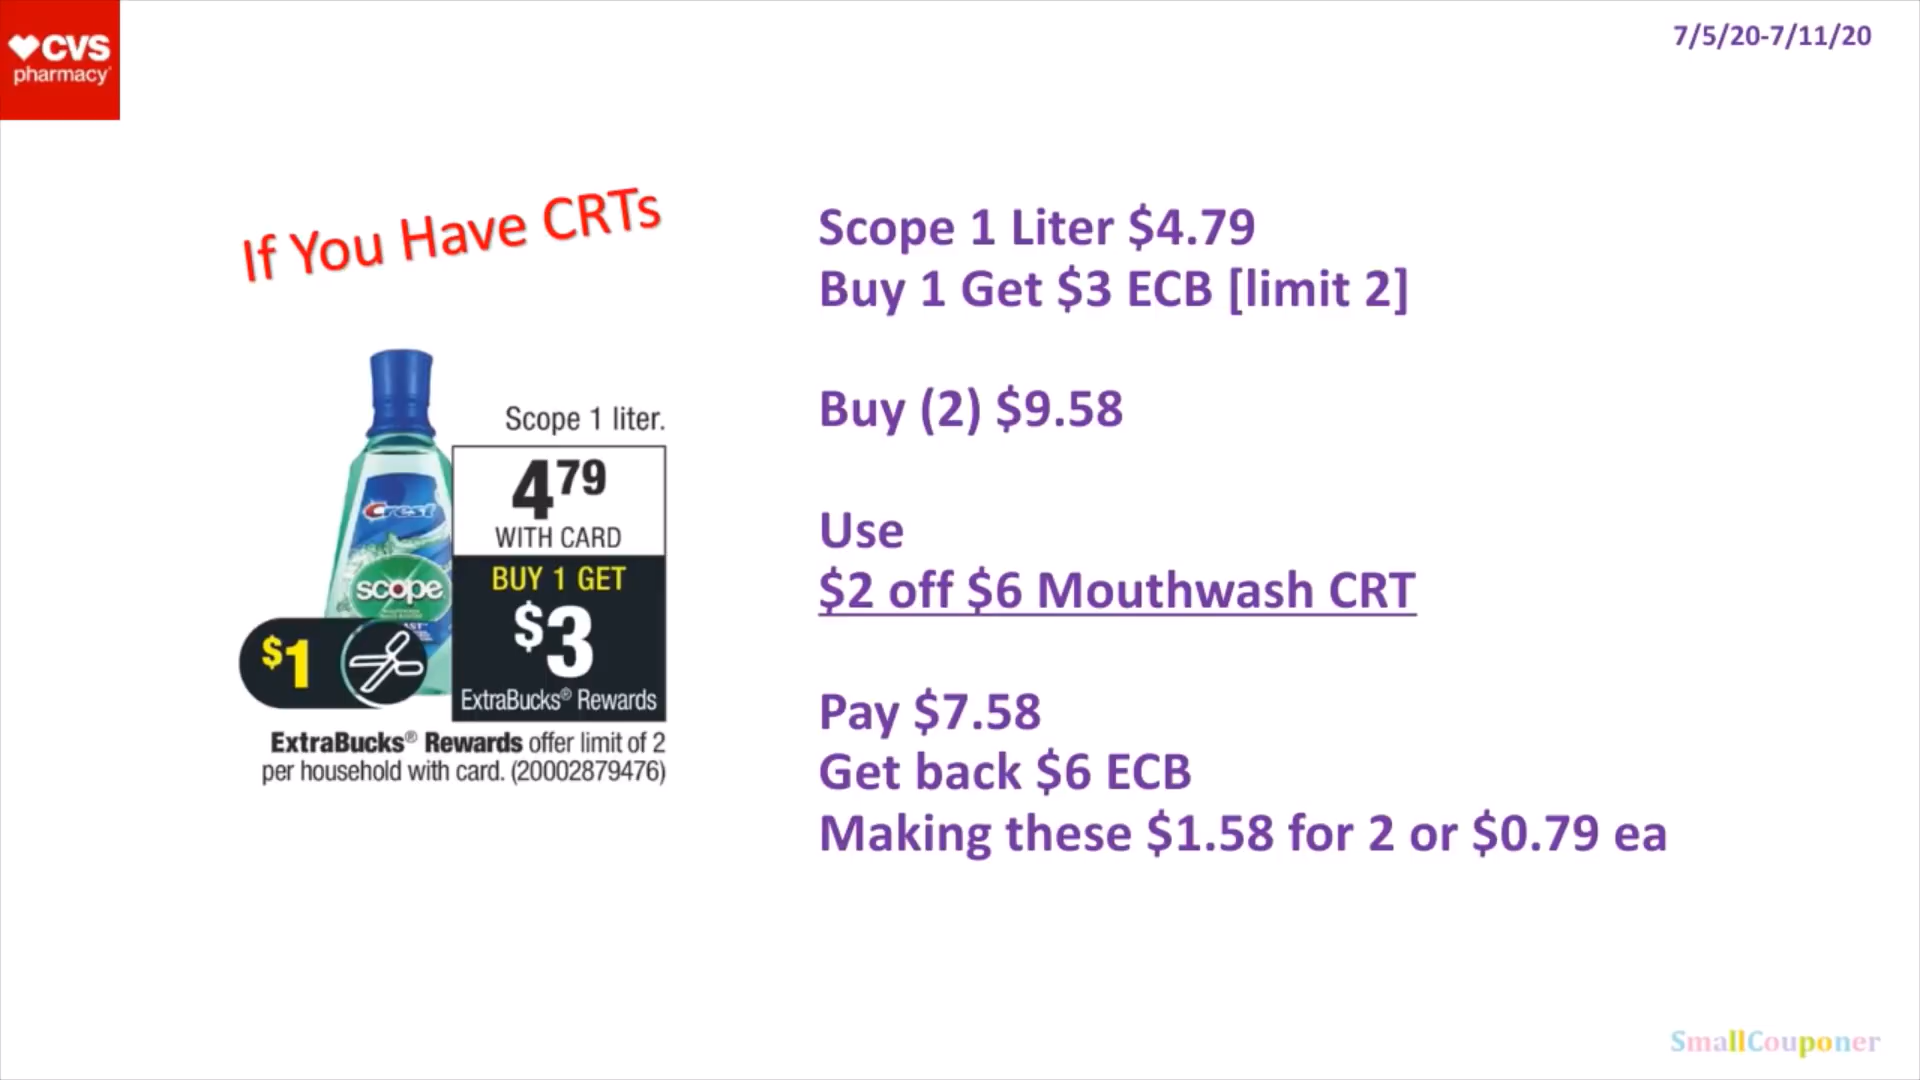 CVS
pharmacy
7/5/20-7/11/20
If You Have CRTs
Scope 1 Liter $4.79
Buy 1 Get $3 ECB [limit 2]
Buy (2) $9.58
Use
$2 off $6 Mouthwash CRT
Pay $7.58
Get back $6 ECB
Making these $1.58 for 2 or $0.79 ea
Scope 1 liter.
4 79
WITH CARD
BUY 1 GET
$3
ExtraBucks® Rewards
Crest
scope
$1
ExtraBucks® Rewards offer limit of 2
per household with card. (20002879476)
SmallCouponer